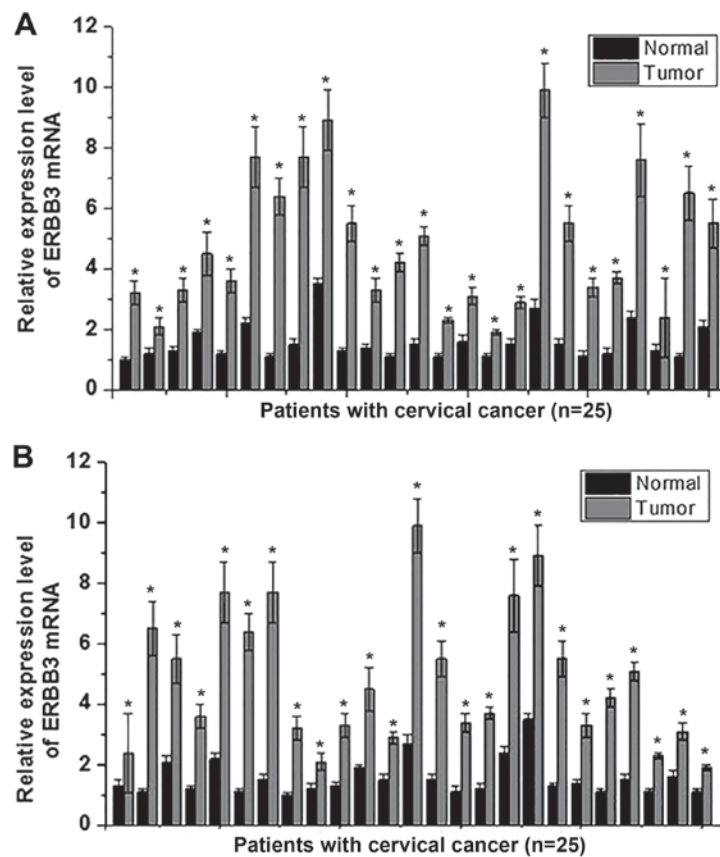 A
12
10
8
6
4
2
0
Relative expression level
of ERBB3 mRNA
Normal
Tumor
* * * * * * * * * * * * * * * * * * * * * * * * *
Patients with cervical cancer (n=25)
B
12
10
8
6
4
2
0
Relative expression level
of ERBB3 mRNA
Normal
Tumor
* * * * * * * * * * * * * * * * * * * * * * * * *
Patients with cervical cancer (n=25)